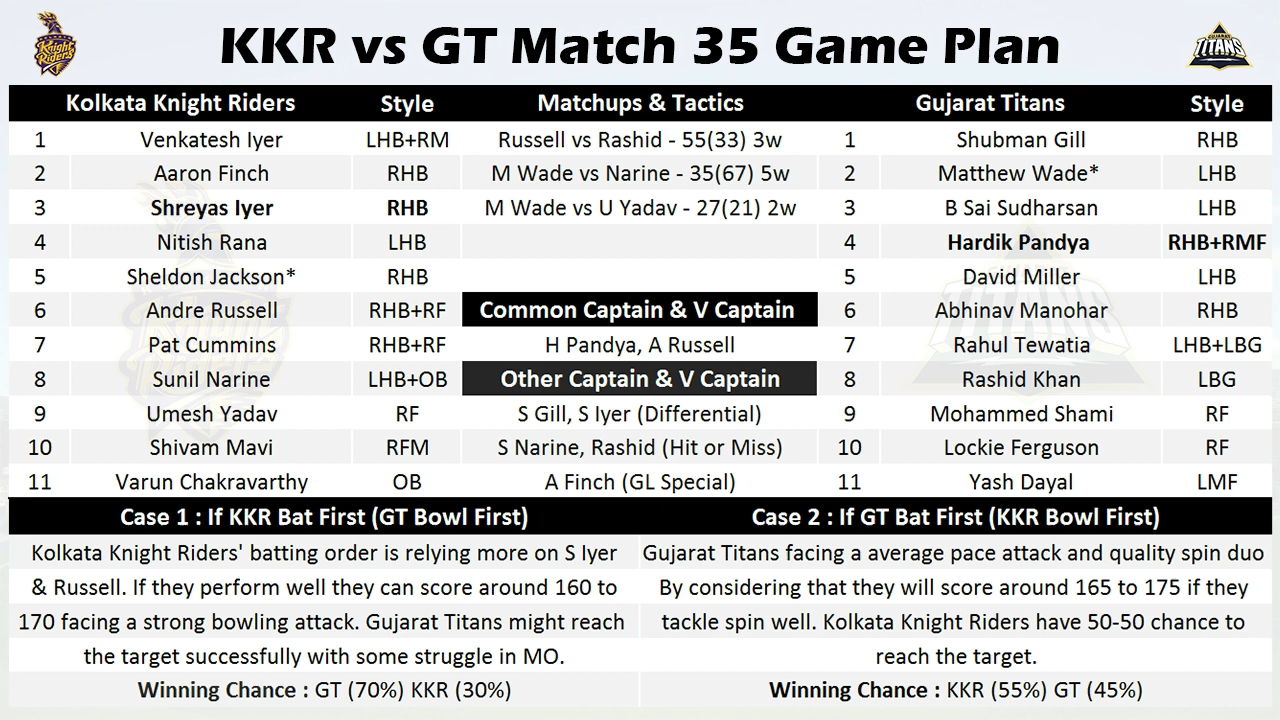 Knight Riders
KKR vs GT Match 35 Game Plan
GUJARAT TITANS
Kolkata Knight Riders Style Matchups & Tactics Gujarat Titans Style
1 Venkatesh Iyer LHB+RM Russell vs Rashid - 55(33) 3w 1 Shubman Gill RHB
2 Aaron Finch RHB M Wade vs Narine - 35(67) 5w 2 Matthew Wade* LHB
3 Shreyas Iyer RHB M Wade vs U Yadav - 27(21) 2w 3 B Sai Sudharsan LHB
4 Nitish Rana LHB 4 Hardik Pandya RHB+RMF
5 Sheldon Jackson* RHB 5 David Miller LHB
6 Andre Russell RHB+RF Common Captain & V Captain 6 Abhinav Manohar RHB
7 Pat Cummins RHB+RF H Pandya, A Russell 7 Rahul Tewatia LHB+LBG
8 Sunil Narine LHB+OB Other Captain & V Captain 8 Rashid Khan LBG
9 Umesh Yadav RF S Gill, S Iyer (Differential) 9 Mohammed Shami RF
10 Shivam Mavi RFM S Narine, Rashid (Hit or Miss) 10 Lockie Ferguson RF
11 Varun Chakravarthy OB A Finch (GL Special) 11 Yash Dayal LMF
Case 1 : If KKR Bat First (GT Bowl First)
Kolkata Knight Riders' batting order is relying more on S Iyer
& Russell. If they perform well they can score around 160 to
170 facing a strong bowling attack. Gujarat Titans might reach
the target successfully with some struggle in MO.
Winning Chance : GT (70%) KKR (30%)
Case 2 : If GT Bat First (KKR Bowl First)
Gujarat Titans facing a average pace attack and quality spin duo
By considering that they will score around 165 to 175 if they
tackle spin well. Kolkata Knight Riders have 50-50 chance to
reach the target.
Winning Chance : KKR (55%) GT (45%)